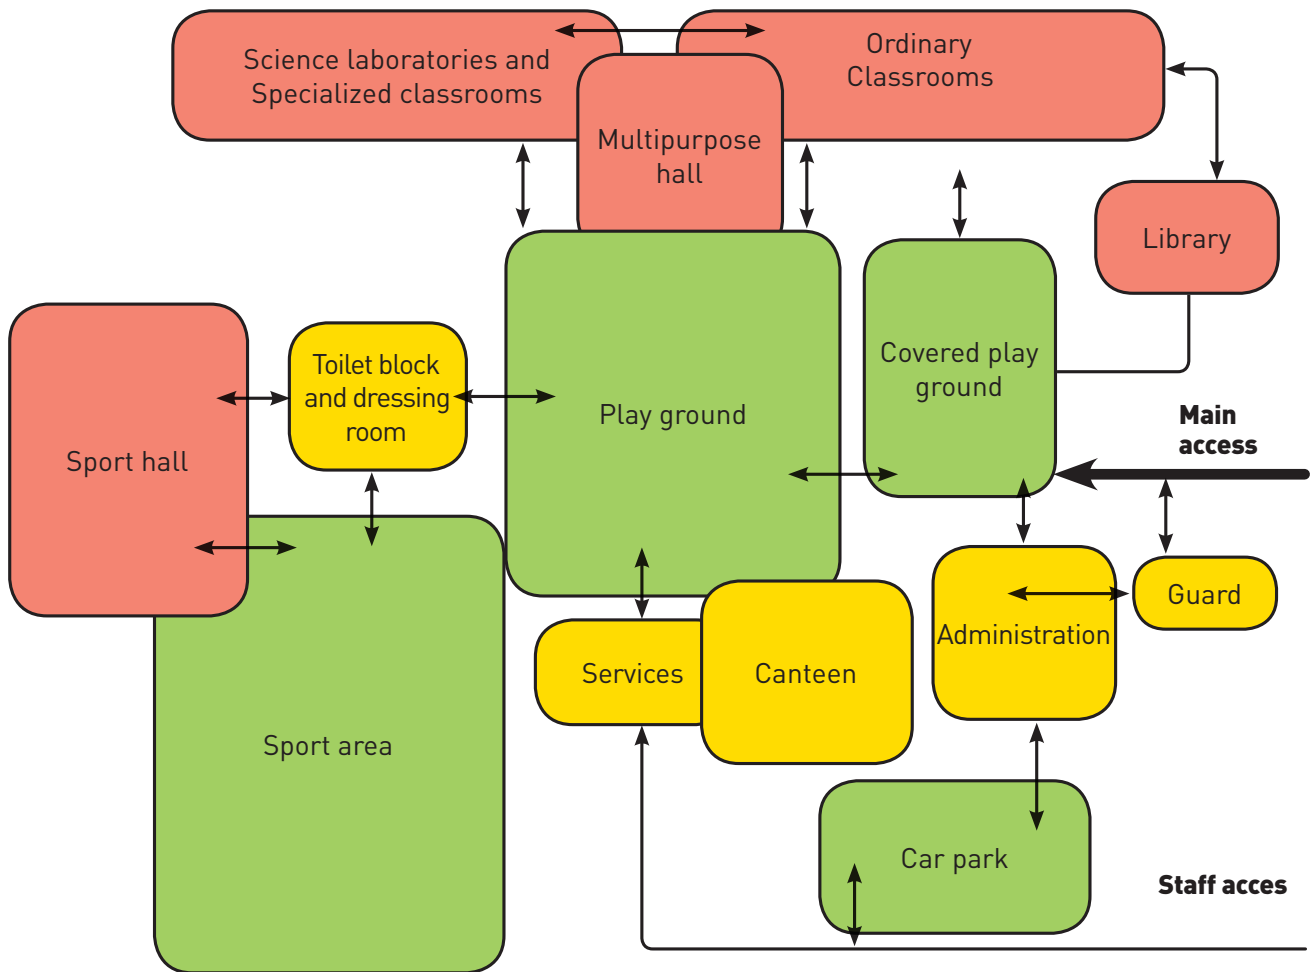 Science laboratories and
Specialized classrooms
Ordinary
Classrooms
Multipurpose
hall
Library
Covered play
ground
Toilet block
and dressing
room
Play ground
Main
access
Sport hall
Guard
Administration
Services
Canteen
Sport area
Car park
Staff acces